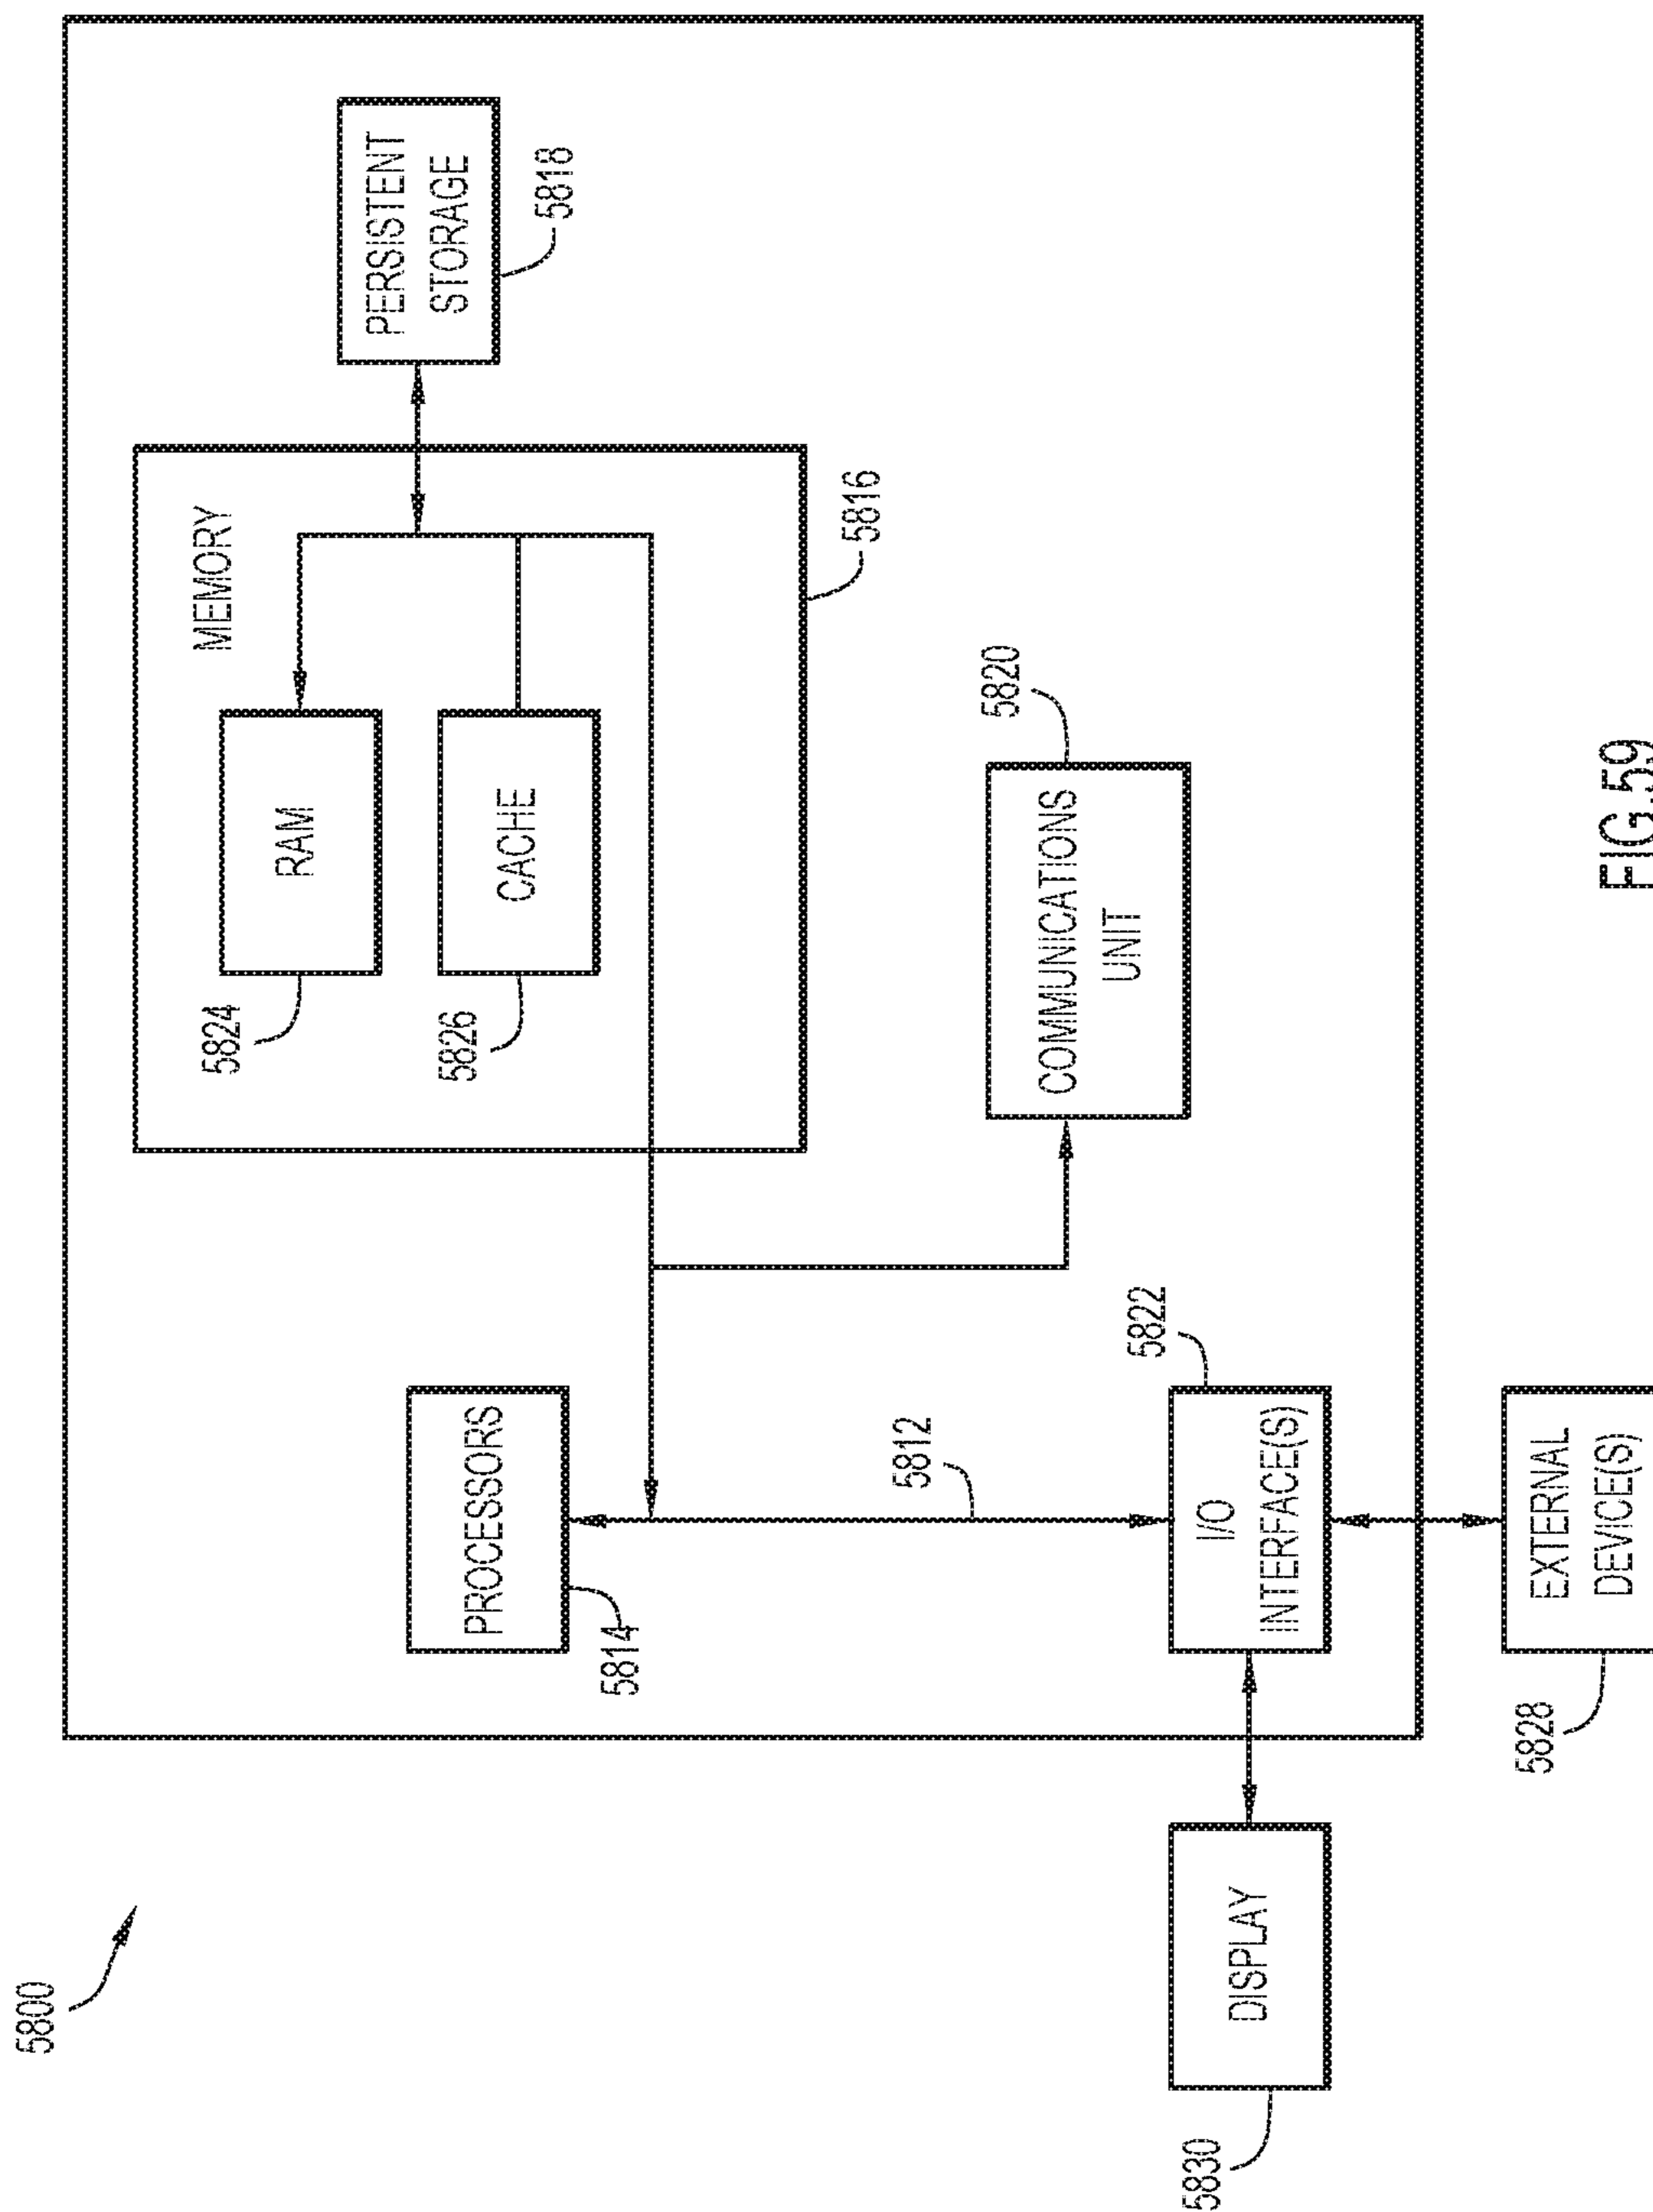 5800
MEMORY
RAM
5824
CACHE
5826
PERSISTENT
STORAGE
5818
5816
PROCESSORS
5814
5812
COMMUNICATIONS
UNIT
5820
DISPLAY
5830
I/O
INTERFACE(S)
5822
EXTERNAL
DEVICE(S)
5828
FIG.59